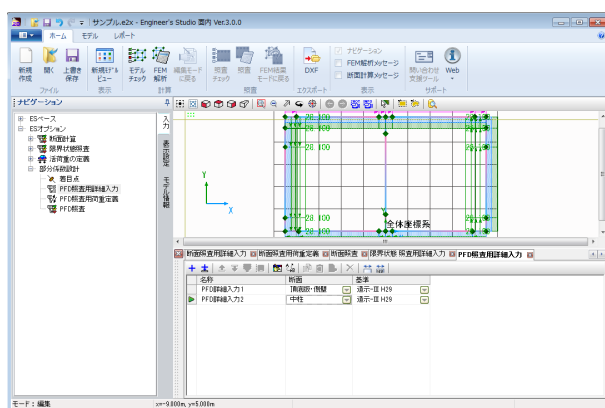 サンプル.e2x - Engineer's Studio 面内 Ver.3.0.0
ホーム モデル レポート
新規作成 開く 上書き保存 新規モデルビュー モデルチェック FEM解析 編集モードに戻る 照査チェック 照査 FEM結果モードに戻る DXF
ナビゲーション
FEM解析メッセージ
断面計算メッセージ
問い合わせ支援ツール Web
ファイル 表示 計算 照査 エクスポート 表示 サポート
ナビゲーション
ESベース
ESオプション
断面計算
限界状態照査
活荷重の定義
部分係数設計
着目点
PFD照査用詳細入力
PFD照査用荷重定義
PFD照査
入力
表示設定
モデル情報
Y
X
全体座標系
断面照査用詳細入力 断面照査用荷重定義 断面照査 限界状態 照査用詳細入力 PFD照査用詳細入力
名称 断面 基準
PFD詳細入力1 頂底版・側壁 道示-III H29
PFD詳細入力2 中柱 道示-III H29
モード：編集 x=-9.000m, y=5.000m